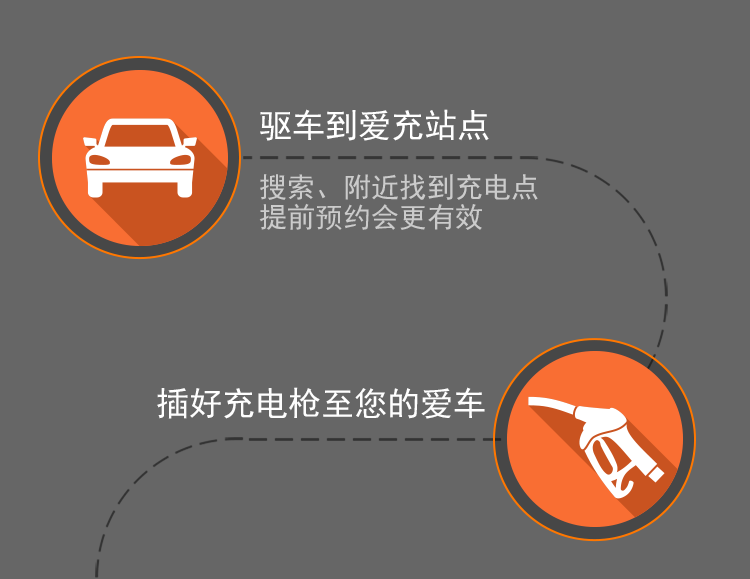 驱车到爱充站点
搜索、附近找到充电点
提前预约会更有效
插好充电枪至您的爱车